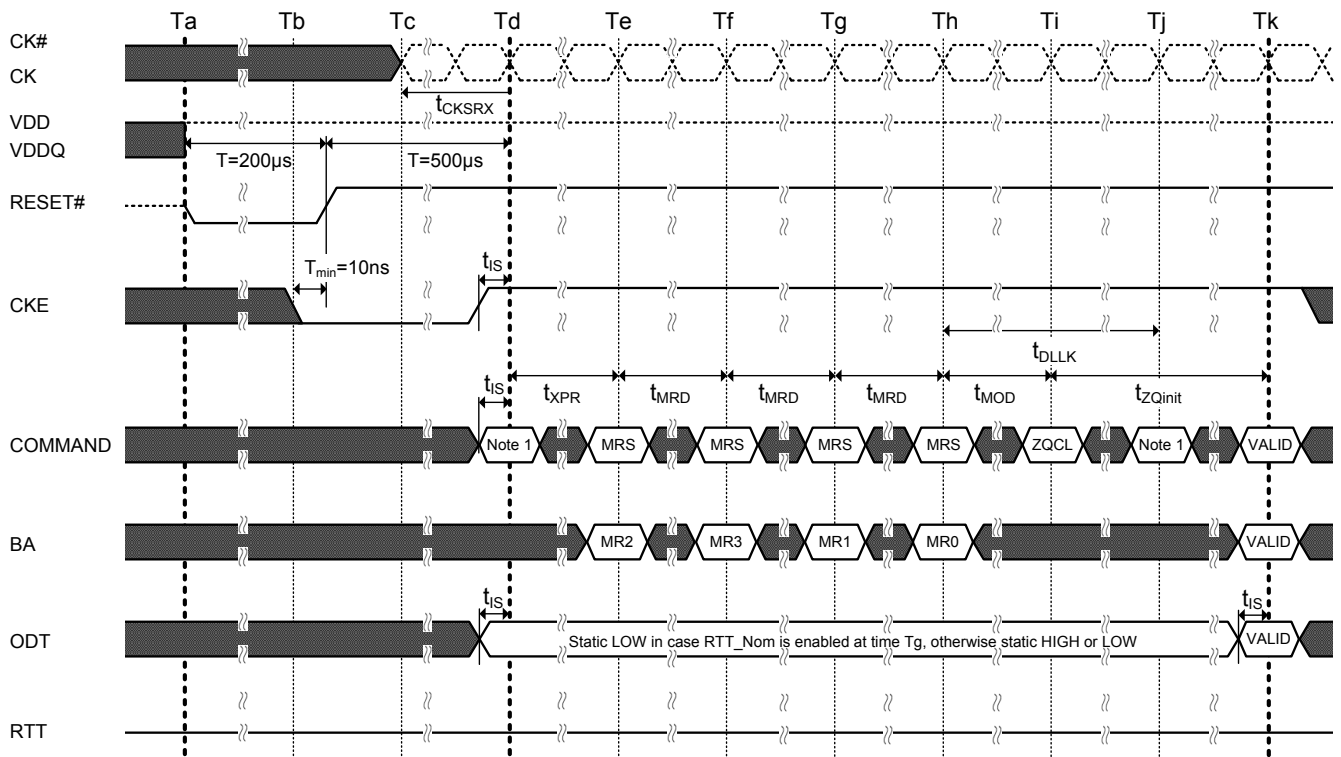 Ta Tb Tc Td Te Tf Tg Th Ti Tj Tk
CK#
CK
tCKSRX
VDD
VDDQ
T=200µs T=500µs
RESET#
Tmin=10ns tIS
CKE
tDLLK
tIS tXPR tMRD tMRD tMRD tMOD tZQinit
COMMAND Note 1 MRS MRS MRS MRS ZQCL Note 1 VALID
BA MR2 MR3 MR1 MR0 VALID
tIS tIS
ODT Static LOW in case RTT_Nom is enabled at time Tg, otherwise static HIGH or LOW VALID
RTT